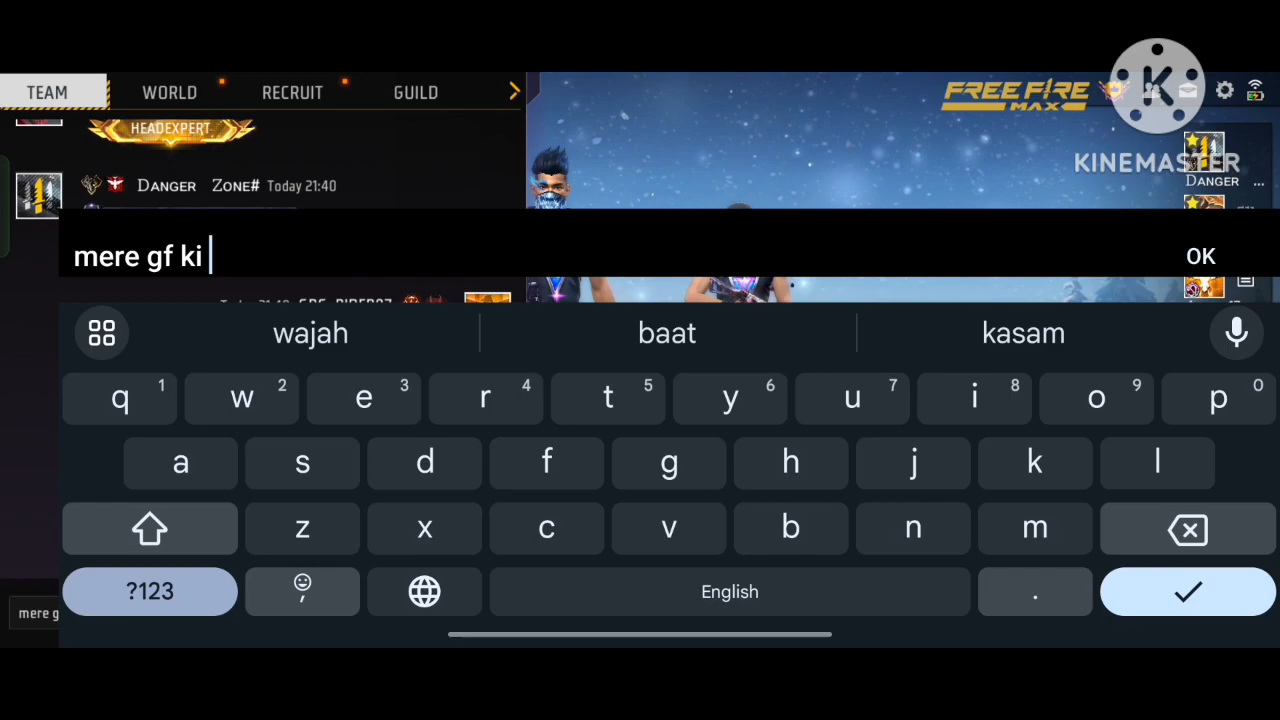 TEAM WORLD RECRUIT GUILD
FREE FIRE
MAX
K
KINEMASTER
HEADEXPERT
DANGER ZONE# Today 21:40
DANGER ...
mere gf ki
OK
wajah baat kasam
q 1 w 2 e 3 r 4 t 5 y 6 u 7 i 8 o 9 p 0
a s d f g h j k l
z x c v b n m
?123 , English .
mere g